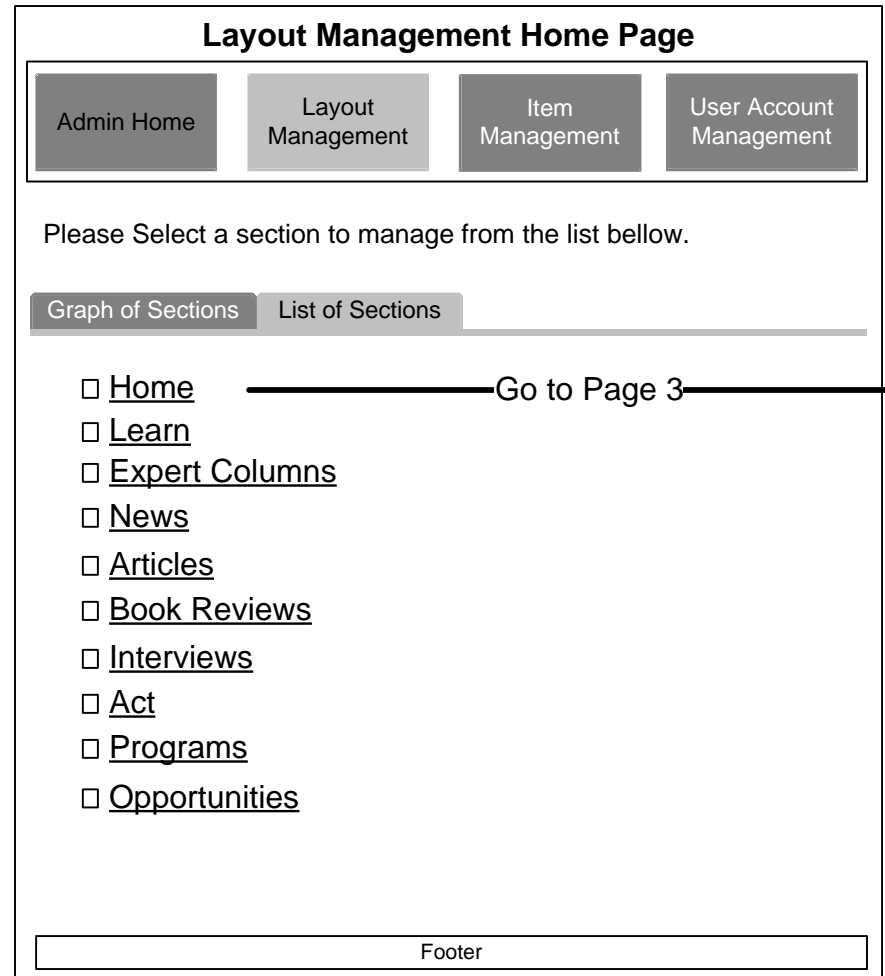 Layout Management Home Page
Admin Home
Layout
Management
Item
Management
User Account
Management
Please Select a section to manage from the list bellow.
Graph of Sections
List of Sections
Home
Go to Page 3
Learn
Expert Columns
News
Articles
Book Reviews
Interviews
Act
Programs
Opportunities
Footer